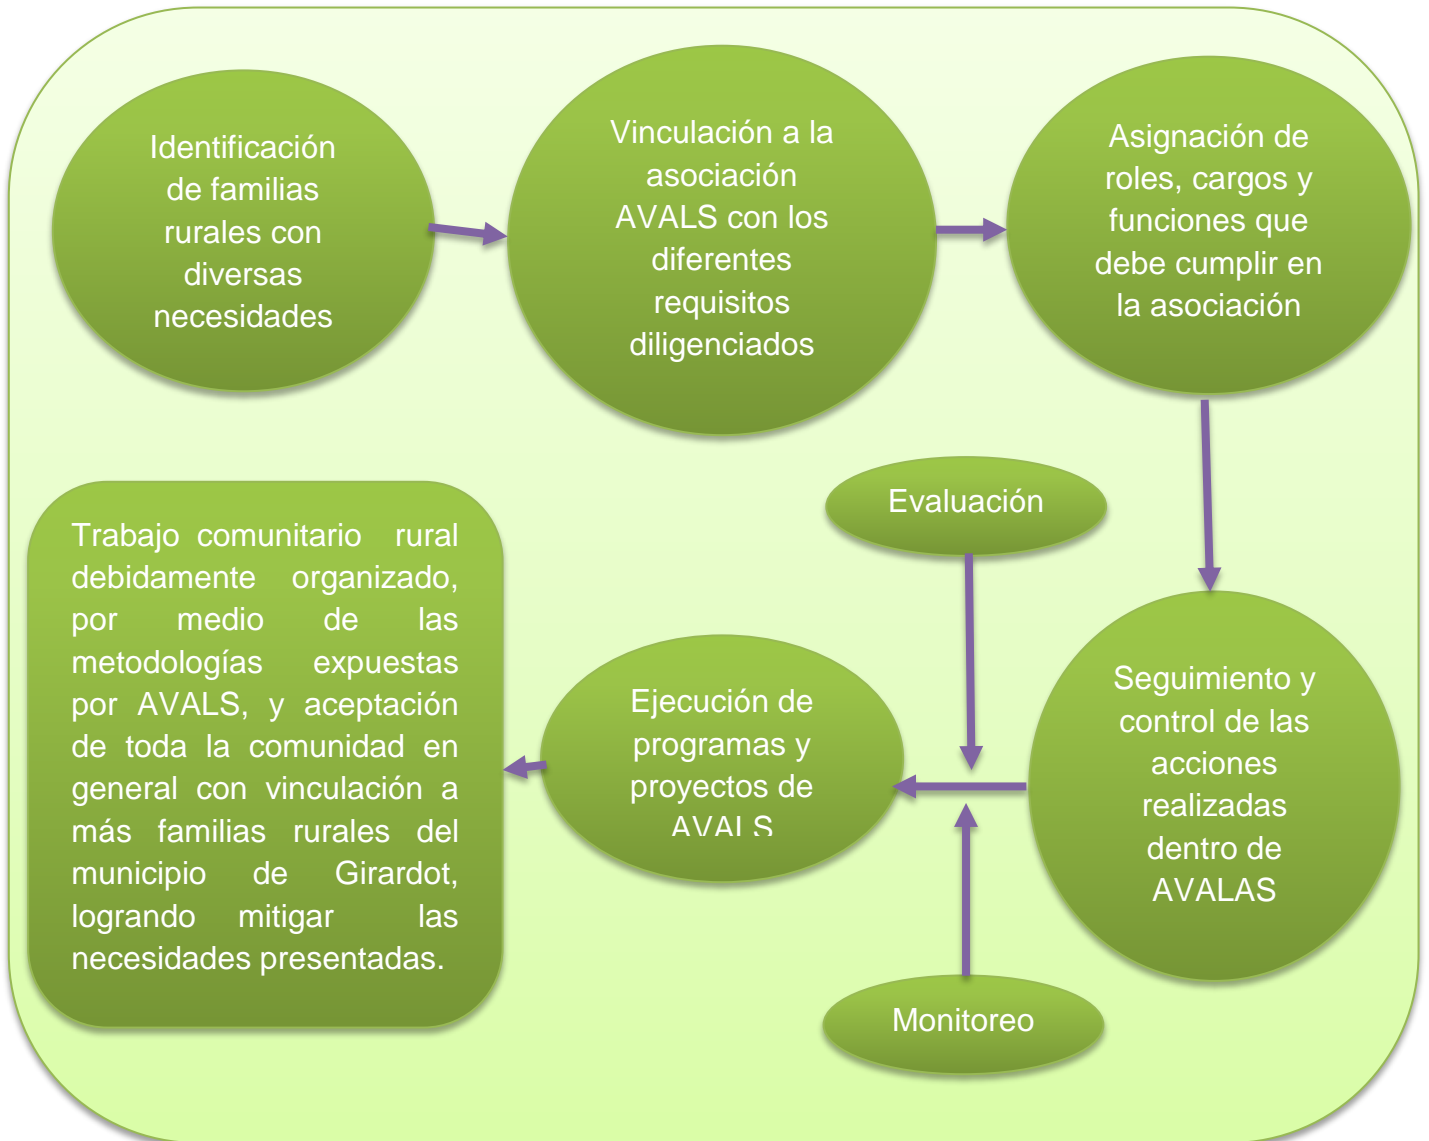 Identificación
de familias
rurales con
diversas
necesidades
Vinculación a la
asociación
AVALS con los
diferentes
requisitos
diligenciados
Asignación de
roles, cargos y
funciones que
debe cumplir en
la asociación
Evaluación
Seguimiento y
control de las
acciones
realizadas
dentro de
AVALAS
Ejecución de
programas y
proyectos de
AVALS
Monitoreo
Trabajo comunitario rural
debidamente organizado,
por medio de las
metodologías expuestas
por AVALS, y aceptación
de toda la comunidad en
general con vinculación a
más familias rurales del
municipio de Girardot,
logrando mitigar las
necesidades presentadas.